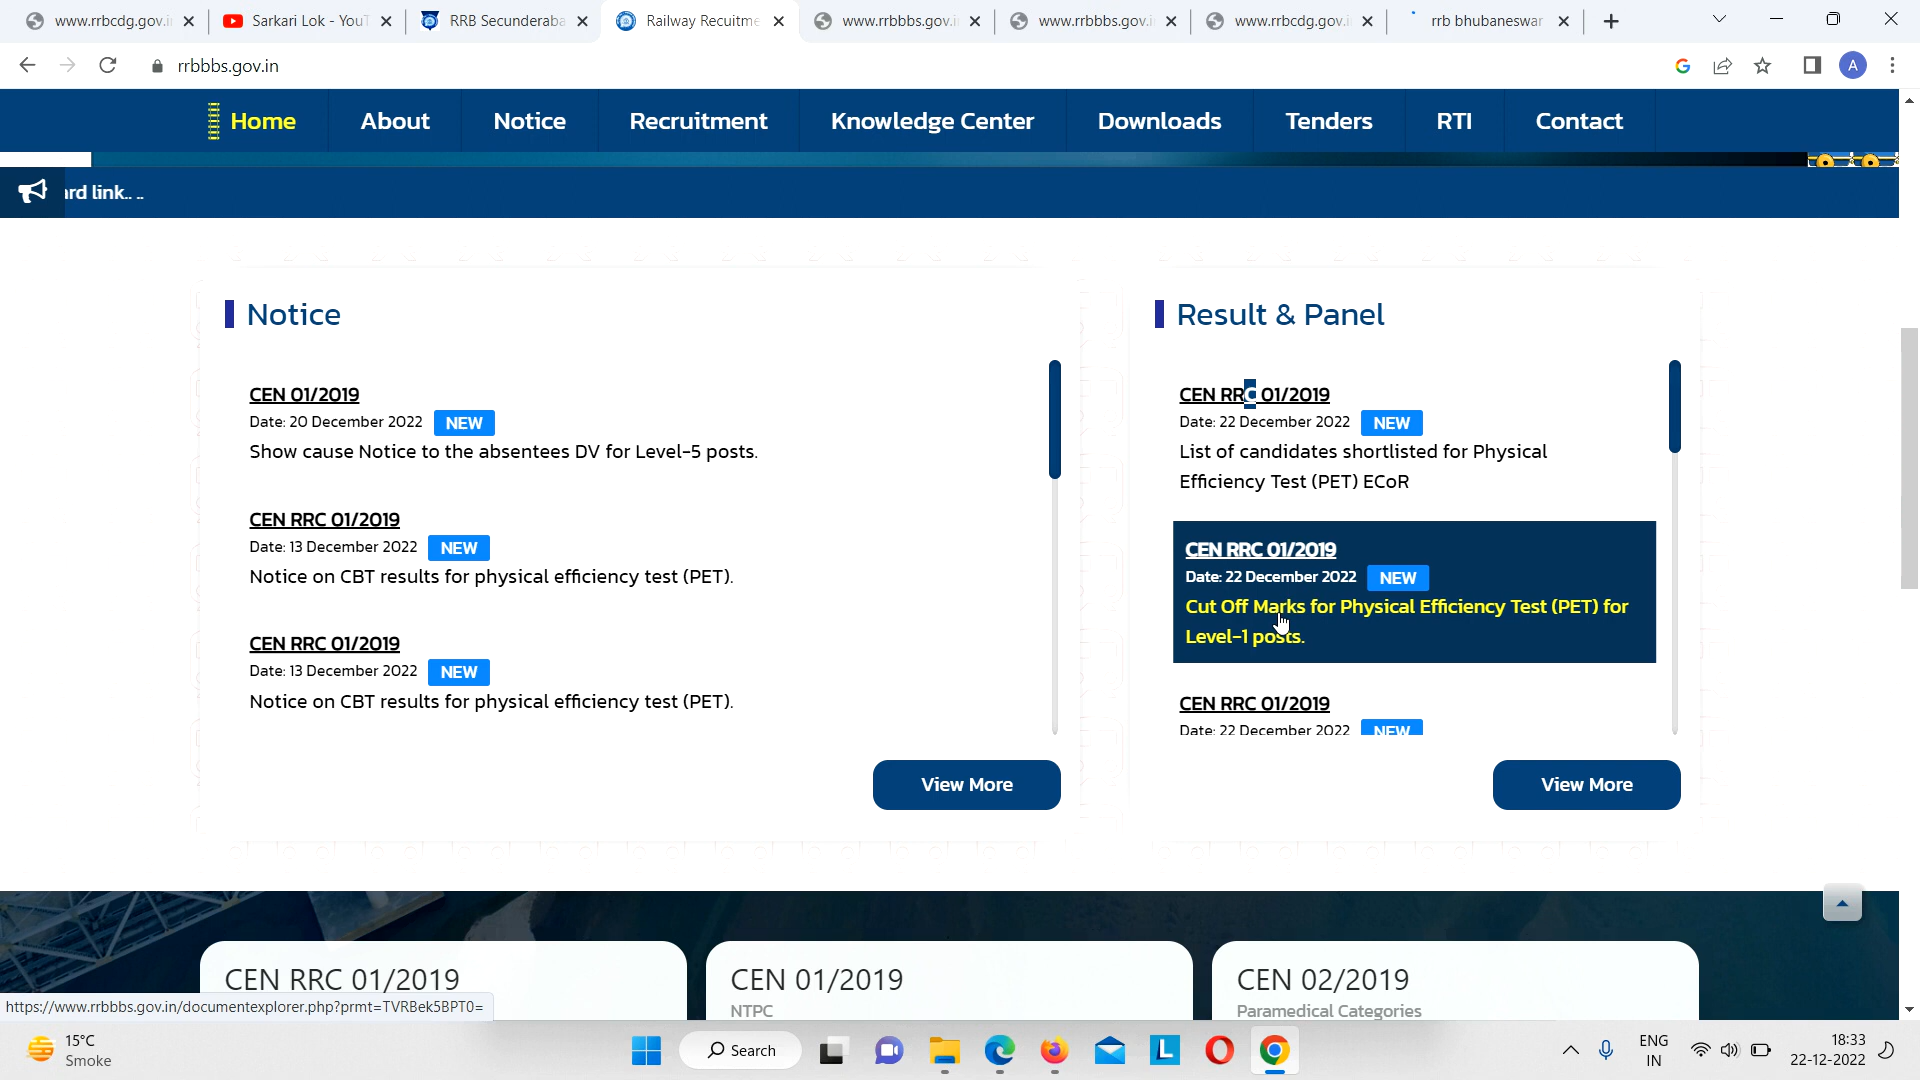 www.rrbcdg.gov.i
Sarkari Lok - YouT
RRB Secunderaba
Railway Recuitme
www.rrbbbs.gov.i
www.rrbbbs.gov.i
www.rrbcdg.gov.i
rrb bhubaneswar
rrbbbs.gov.in
A
Home
About
Notice
Recruitment
Knowledge Center
Downloads
Tenders
RTI
Contact
ard link.. ..
Notice
CEN 01/2019
Date: 20 December 2022 NEW
Show cause Notice to the absentees DV for Level-5 posts.
CEN RRC 01/2019
Date: 13 December 2022 NEW
Notice on CBT results for physical efficiency test (PET).
CEN RRC 01/2019
Date: 13 December 2022 NEW
Notice on CBT results for physical efficiency test (PET).
View More
Result & Panel
CEN RRC 01/2019
Date: 22 December 2022 NEW
List of candidates shortlisted for Physical
Efficiency Test (PET) ECoR
CEN RRC 01/2019
Date: 22 December 2022 NEW
Cut Off Marks for Physical Efficiency Test (PET) for
Level-1 posts.
CEN RRC 01/2019
Date: 22 December 2022 NEW
View More
CEN RRC 01/2019
CEN 01/2019
NTPC
CEN 02/2019
Paramedical Categories
https://www.rrbbbs.gov.in/documentexplorer.php?prmt=TVRBek5BPT0=
15°C
Smoke
Search
L
ENG
IN
18:33
22-12-2022